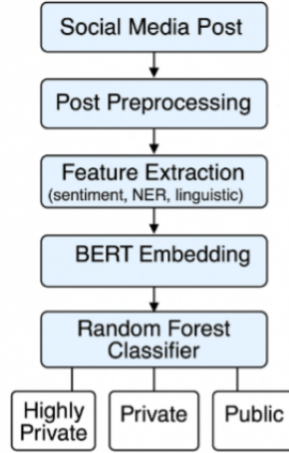 Social Media Post
Post Preprocessing
Feature Extraction
(sentiment, NER, linguistic)
BERT Embedding
Random Forest
Classifier
Highly
Private
Private
Public